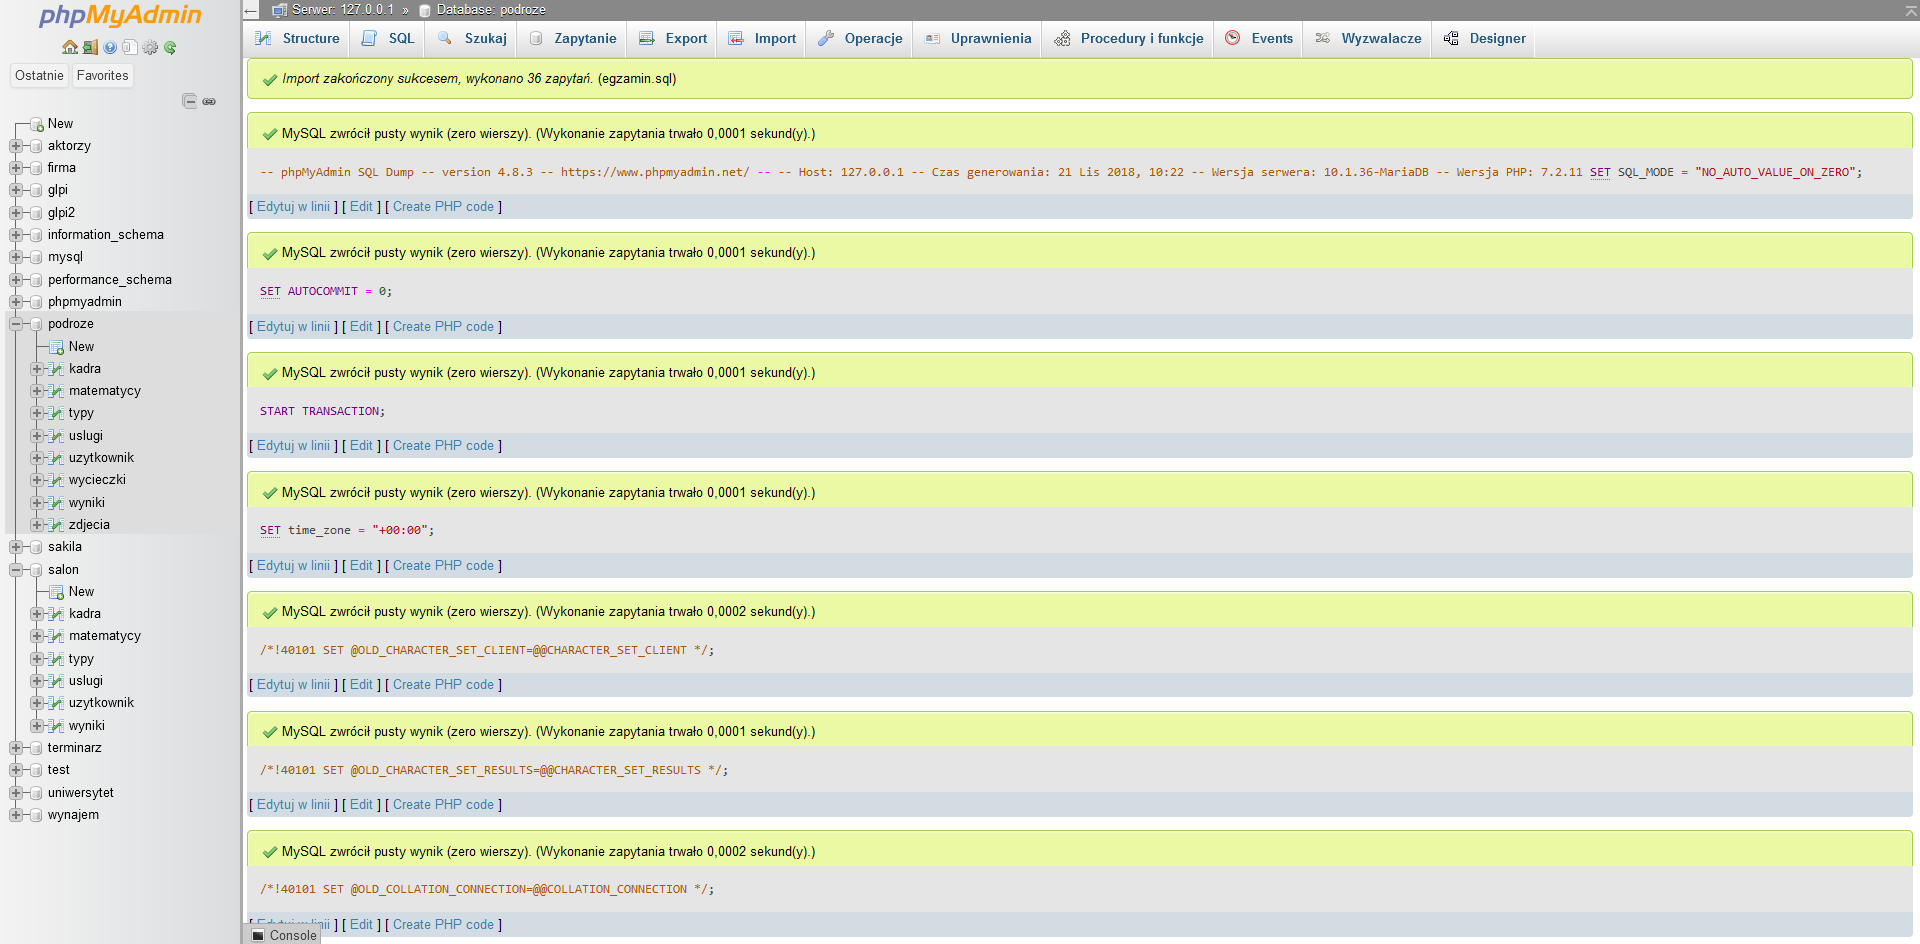 phpMyAdmin
Ostatnie Favorites
New
aktorzy
firma
glpi
glpi2
information_schema
mysql
performance_schema
phpmyadmin
podroze
New
kadra
matematycy
typy
uslugi
uzytkownik
wycieczki
wyniki
zdjecia
sakila
salon
New
kadra
matematycy
typy
uslugi
uzytkownik
wyniki
terminarz
test
uniwersytet
wynajem
Serwer: 127.0.0.1 » Database: podroze
Structure SQL Szukaj Zapytanie Export Import Operacje Uprawnienia Procedury i funkcje Events Wyzwalacze Designer
Import zakończony sukcesem, wykonano 36 zapytań. (egzamin.sql)
MySQL zwrócił pusty wynik (zero wierszy). (Wykonanie zapytania trwało 0,0001 sekund(y).)
-- phpMyAdmin SQL Dump -- version 4.8.3 -- https://www.phpmyadmin.net/ -- -- Host: 127.0.0.1 -- Czas generowania: 21 Lis 2018, 10:22 -- Wersja serwera: 10.1.36-MariaDB -- Wersja PHP: 7.2.11 SET SQL_MODE = "NO_AUTO_VALUE_ON_ZERO";
[ Edytuj w linii ] [ Edit ] [ Create PHP code ]
MySQL zwrócił pusty wynik (zero wierszy). (Wykonanie zapytania trwało 0,0001 sekund(y).)
SET AUTOCOMMIT = 0;
[ Edytuj w linii ] [ Edit ] [ Create PHP code ]
MySQL zwrócił pusty wynik (zero wierszy). (Wykonanie zapytania trwało 0,0001 sekund(y).)
START TRANSACTION;
[ Edytuj w linii ] [ Edit ] [ Create PHP code ]
MySQL zwrócił pusty wynik (zero wierszy). (Wykonanie zapytania trwało 0,0001 sekund(y).)
SET time_zone = "+00:00";
[ Edytuj w linii ] [ Edit ] [ Create PHP code ]
MySQL zwrócił pusty wynik (zero wierszy). (Wykonanie zapytania trwało 0,0002 sekund(y).)
/*!40101 SET @OLD_CHARACTER_SET_CLIENT=@@CHARACTER_SET_CLIENT */;
[ Edytuj w linii ] [ Edit ] [ Create PHP code ]
MySQL zwrócił pusty wynik (zero wierszy). (Wykonanie zapytania trwało 0,0001 sekund(y).)
/*!40101 SET @OLD_CHARACTER_SET_RESULTS=@@CHARACTER_SET_RESULTS */;
[ Edytuj w linii ] [ Edit ] [ Create PHP code ]
MySQL zwrócił pusty wynik (zero wierszy). (Wykonanie zapytania trwało 0,0002 sekund(y).)
/*!40101 SET @OLD_COLLATION_CONNECTION=@@COLLATION_CONNECTION */;
[ Edytuj w linii ] [ Edit ] [ Create PHP code ]
Console